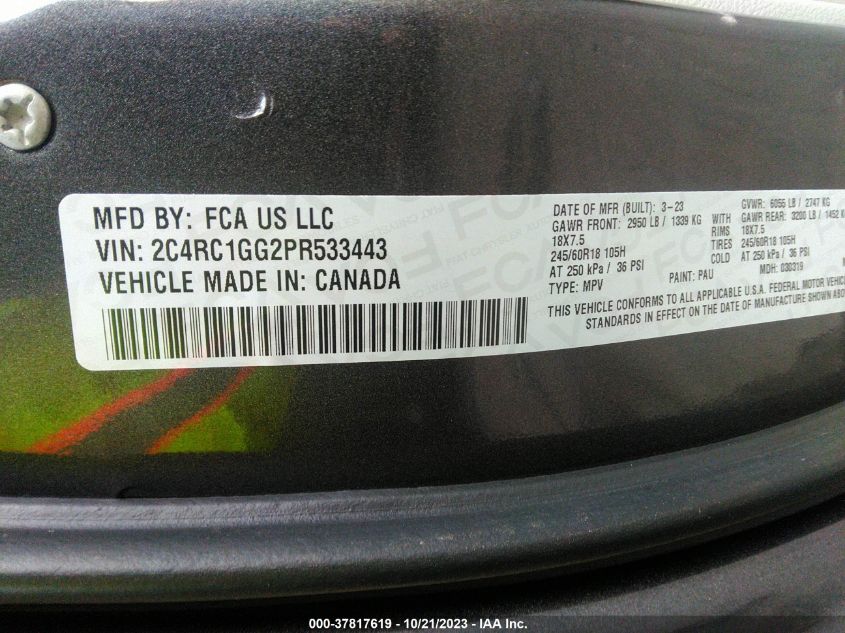 MFD BY: FCA US LLC
VIN: 2C4RC1GG2PR533443
VEHICLE MADE IN: CANADA
DATE OF MFR (BUILT): 3-23 GVWR: 6055 LB / 2747 KG
GAWR FRONT: 2950 LB / 1339 KG WITH GAWR REAR: 3200 LB / 1452 K
18X7.5 RIMS 18X7.5
245/60R18 105H TIRES 245/60R18 105H
AT 250 kPa / 36 PSI COLD AT 250 kPa / 36 PSI
TYPE: MPV PAINT: PAU MDH: 030319
THIS VEHICLE CONFORMS TO ALL APPLICABLE U.S.A. FEDERAL MOTOR VEHICLE
STANDARDS IN EFFECT ON THE DATE OF MANUFACTURE SHOWN ABO
000-37817619 - 10/21/2023 - IAA Inc.